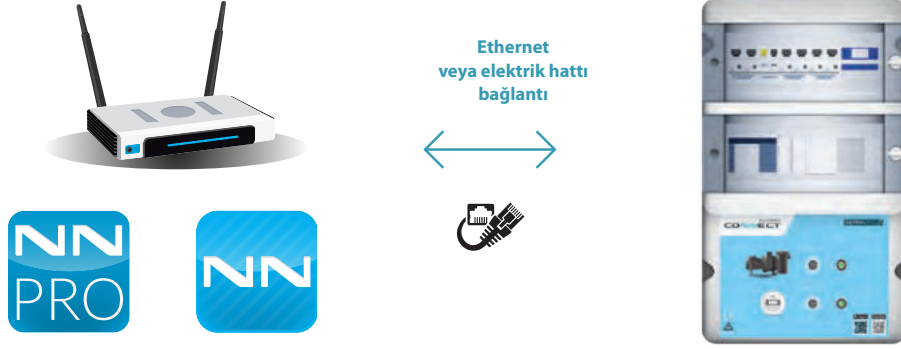 Ethernet
veya elektrik hattı
bağlantı
NN
PRO
NN
CONNECT